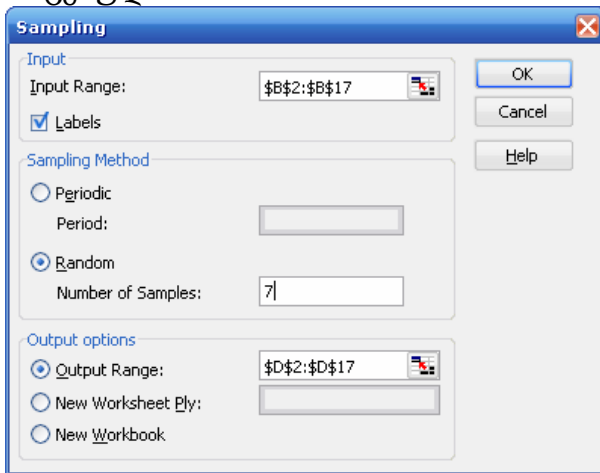 Sampling
Input
Input Range: $B$2:$B$17
Labels
OK
Cancel
Help
Sampling Method
Periodic
Period:
Random
Number of Samples: 7
Output options
Output Range: $D$2:$D$17
New Worksheet Ply:
New Workbook